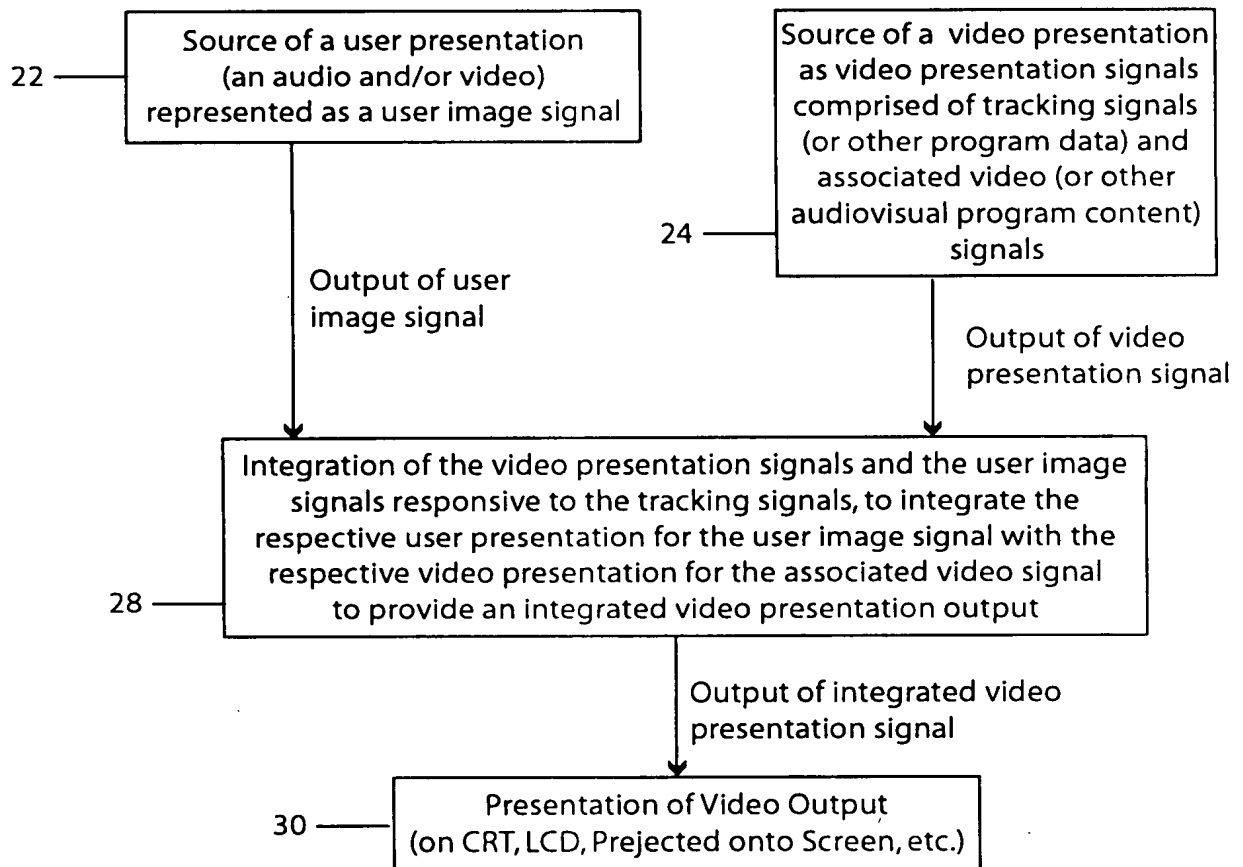 22
Source of a user presentation
(an audio and/or video)
represented as a user image signal
Source of a video presentation
as video presentation signals
comprised of tracking signals
(or other program data) and
associated video (or other
audiovisual program content)
signals
24
Output of user
image signal
Output of video
presentation signal
Integration of the video presentation signals and the user image
signals responsive to the tracking signals, to integrate the
respective user presentation for the user image signal with the
respective video presentation for the associated video signal
to provide an integrated video presentation output
28
Output of integrated video
presentation signal
30
Presentation of Video Output
(on CRT, LCD, Prejected onto Screen, etc.)